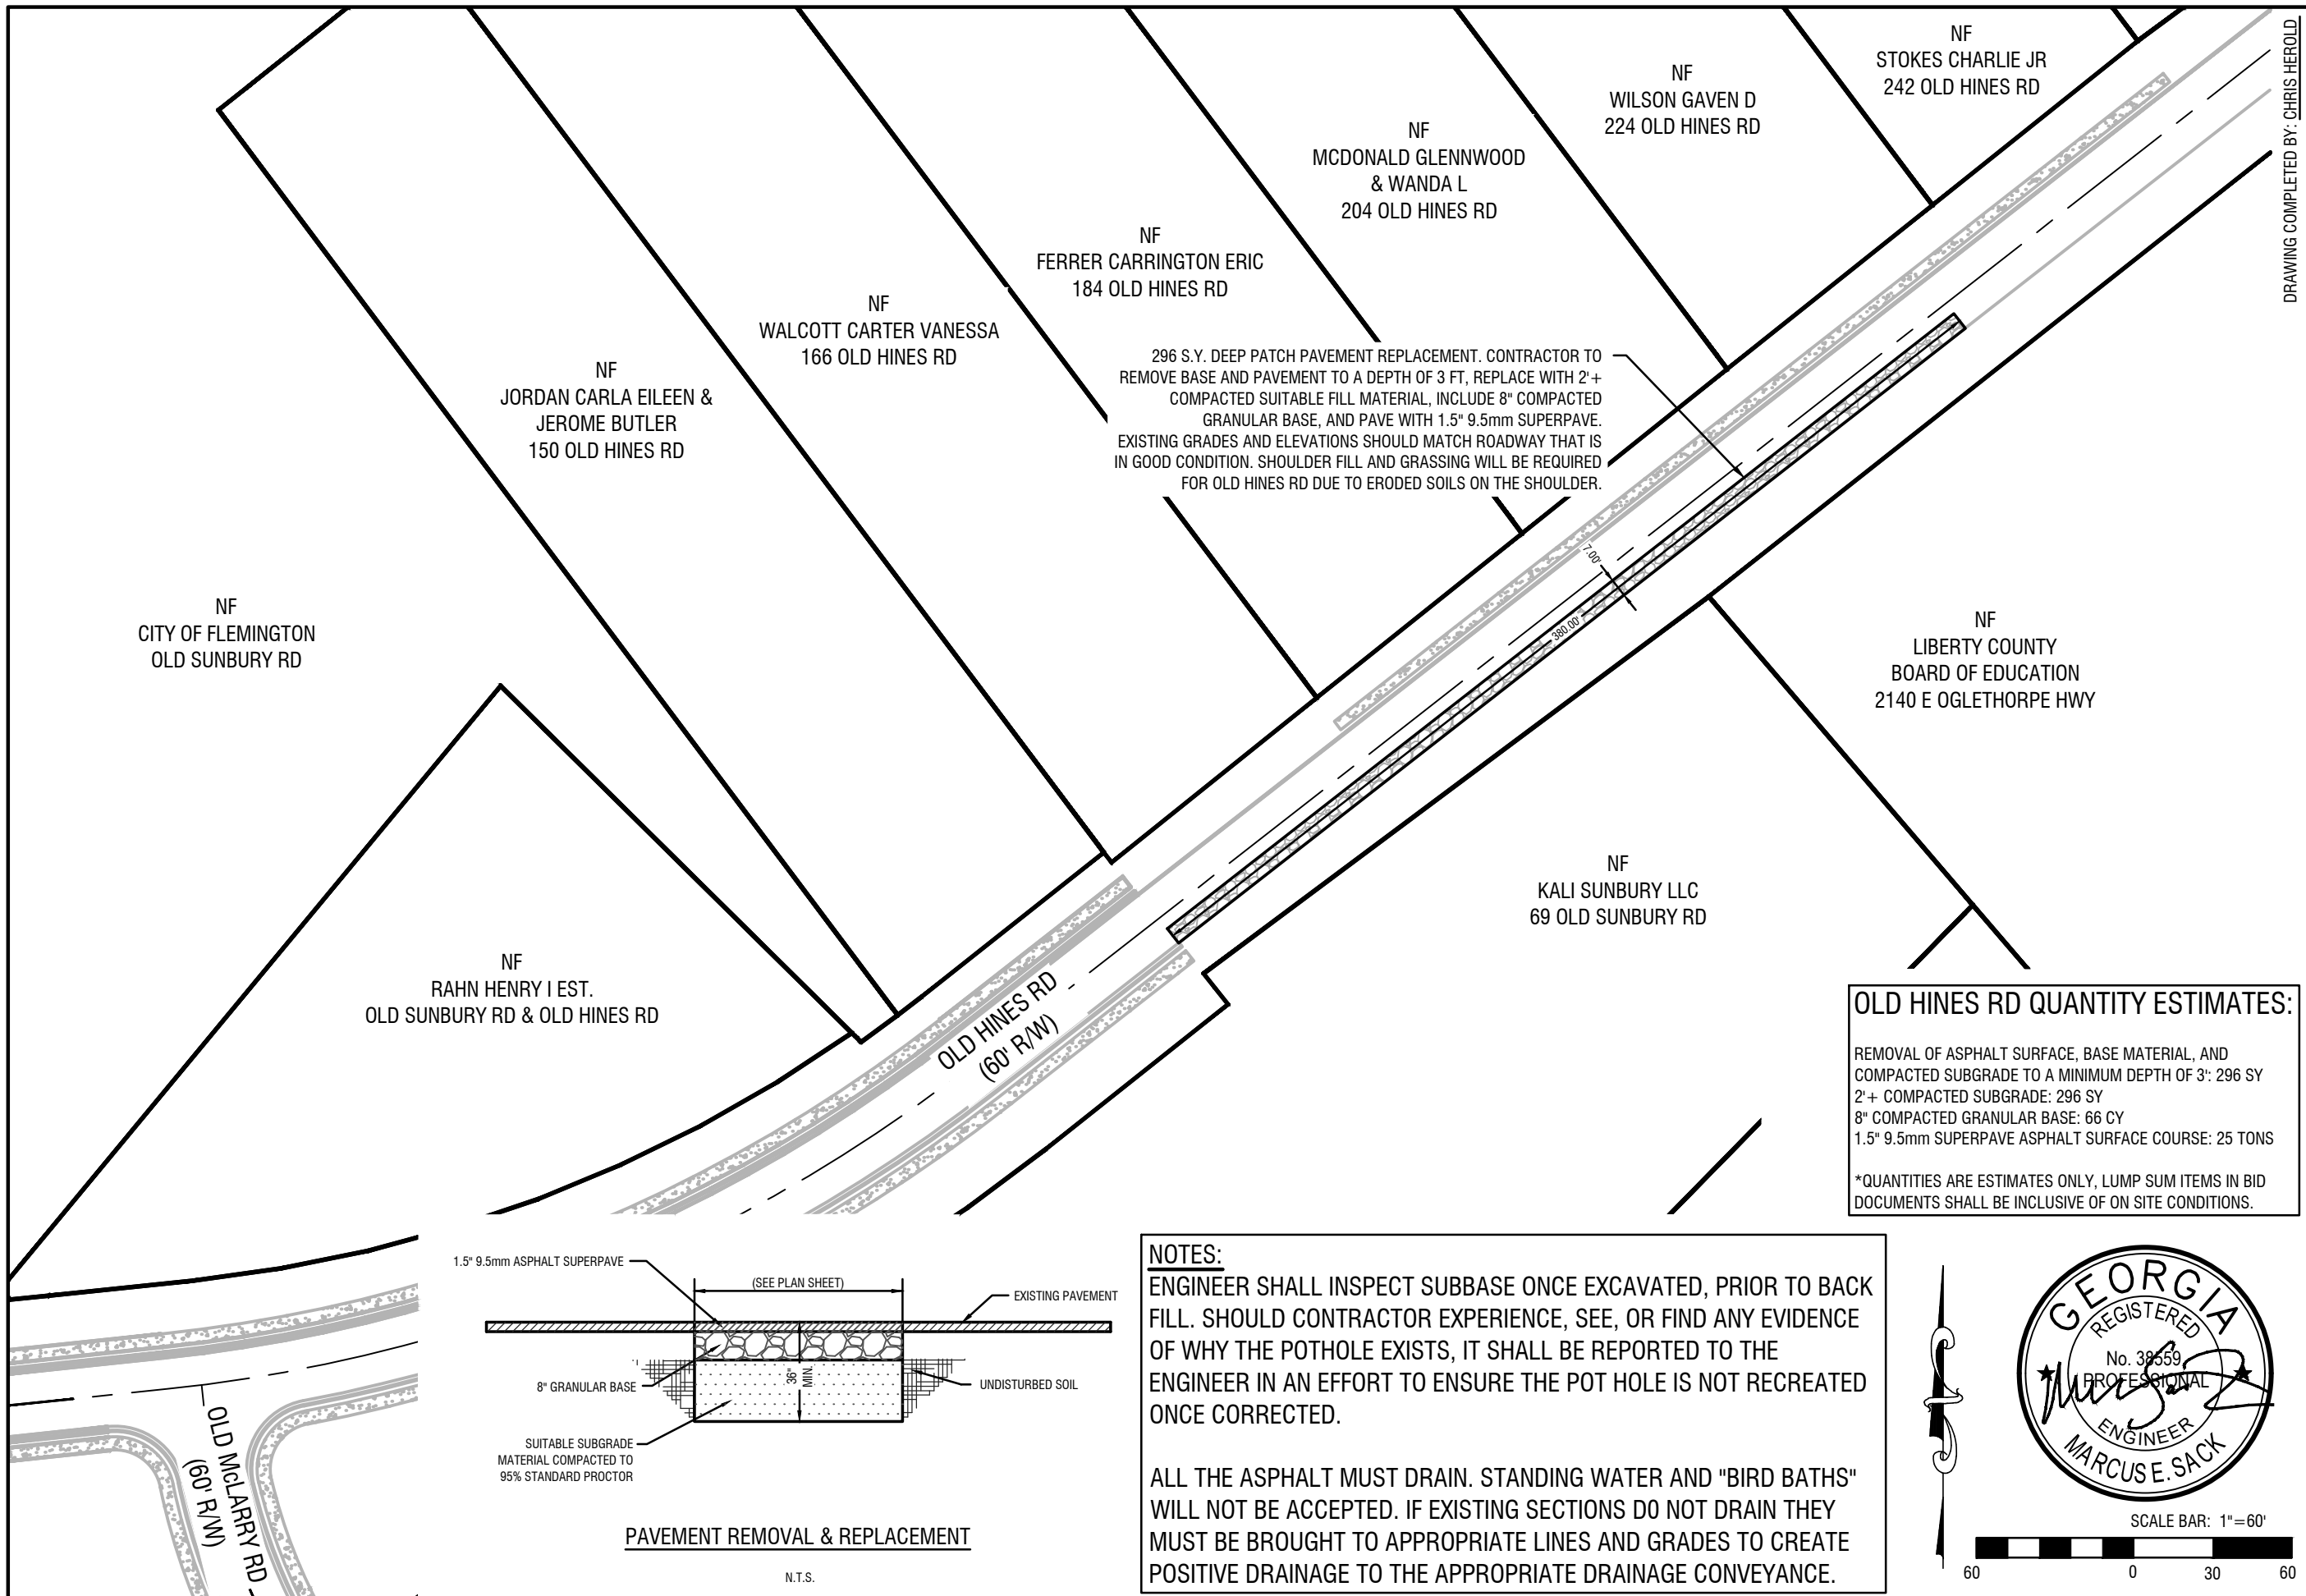 DRAWING COMPLETED BY: CHRIS HEROLD
NF
STOKES CHARLIE JR
242 OLD HINES RD
NF
WILSON GAVEN D
224 OLD HINES RD
NF
MCDONALD GLENNWOOD
& WANDA L
204 OLD HINES RD
NF
FERRER CARRINGTON ERIC
184 OLD HINES RD
NF
WALCOTT CARTER VANESSA
166 OLD HINES RD
NF
JORDAN CARLA EILEEN &
JEROME BUTLER
150 OLD HINES RD
296 S.Y. DEEP PATCH PAVEMENT REPLACEMENT. CONTRACTOR TO
REMOVE BASE AND PAVEMENT TO A DEPTH OF 3 FT, REPLACE WITH 2'+
COMPACTED SUITABLE FILL MATERIAL, INCLUDE 8" COMPACTED
GRANULAR BASE, AND PAVE WITH 1.5" 9.5mm SUPERPAVE.
EXISTING GRADES AND ELEVATIONS SHOULD MATCH ROADWAY THAT IS
IN GOOD CONDITION. SHOULDER FILL AND GRASSING WILL BE REQUIRED
FOR OLD HINES RD DUE TO ERODED SOILS ON THE SHOULDER.
7.00'
380.00'
NF
CITY OF FLEMINGTON
OLD SUNBURY RD
NF
LIBERTY COUNTY
BOARD OF EDUCATION
2140 E OGLETHORPE HWY
NF
KALI SUNBURY LLC
69 OLD SUNBURY RD
NF
RAHN HENRY I EST.
OLD SUNBURY RD & OLD HINES RD
OLD HINES RD
(60' R/W)
OLD HINES RD QUANTITY ESTIMATES:
REMOVAL OF ASPHALT SURFACE, BASE MATERIAL, AND
COMPACTED SUBGRADE TO A MINIMUM DEPTH OF 3': 296 SY
2'+ COMPACTED SUBGRADE: 296 SY
8" COMPACTED GRANULAR BASE: 66 CY
1.5" 9.5mm SUPERPAVE ASPHALT SURFACE COURSE: 25 TONS
*QUANTITIES ARE ESTIMATES ONLY, LUMP SUM ITEMS IN BID
DOCUMENTS SHALL BE INCLUSIVE OF ON SITE CONDITIONS.
OLD McLARRY RD
(60' R/W)
1.5" 9.5mm ASPHALT SUPERPAVE
(SEE PLAN SHEET)
EXISTING PAVEMENT
8" GRANULAR BASE
36"
MIN.
UNDISTURBED SOIL
SUITABLE SUBGRADE
MATERIAL COMPACTED TO
95% STANDARD PROCTOR
PAVEMENT REMOVAL & REPLACEMENT
N.T.S.
NOTES:
ENGINEER SHALL INSPECT SUBBASE ONCE EXCAVATED, PRIOR TO BACK
FILL. SHOULD CONTRACTOR EXPERIENCE, SEE, OR FIND ANY EVIDENCE
OF WHY THE POTHOLE EXISTS, IT SHALL BE REPORTED TO THE
ENGINEER IN AN EFFORT TO ENSURE THE POT HOLE IS NOT RECREATED
ONCE CORRECTED.
ALL THE ASPHALT MUST DRAIN. STANDING WATER AND "BIRD BATHS"
WILL NOT BE ACCEPTED. IF EXISTING SECTIONS DO NOT DRAIN THEY
MUST BE BROUGHT TO APPROPRIATE LINES AND GRADES TO CREATE
POSITIVE DRAINAGE TO THE APPROPRIATE DRAINAGE CONVEYANCE.
GEORGIA
REGISTERED
No. 38559
PROFESSIONAL
ENGINEER
MARCUS E. SACK
SCALE BAR: 1"=60'
60 0 30 60